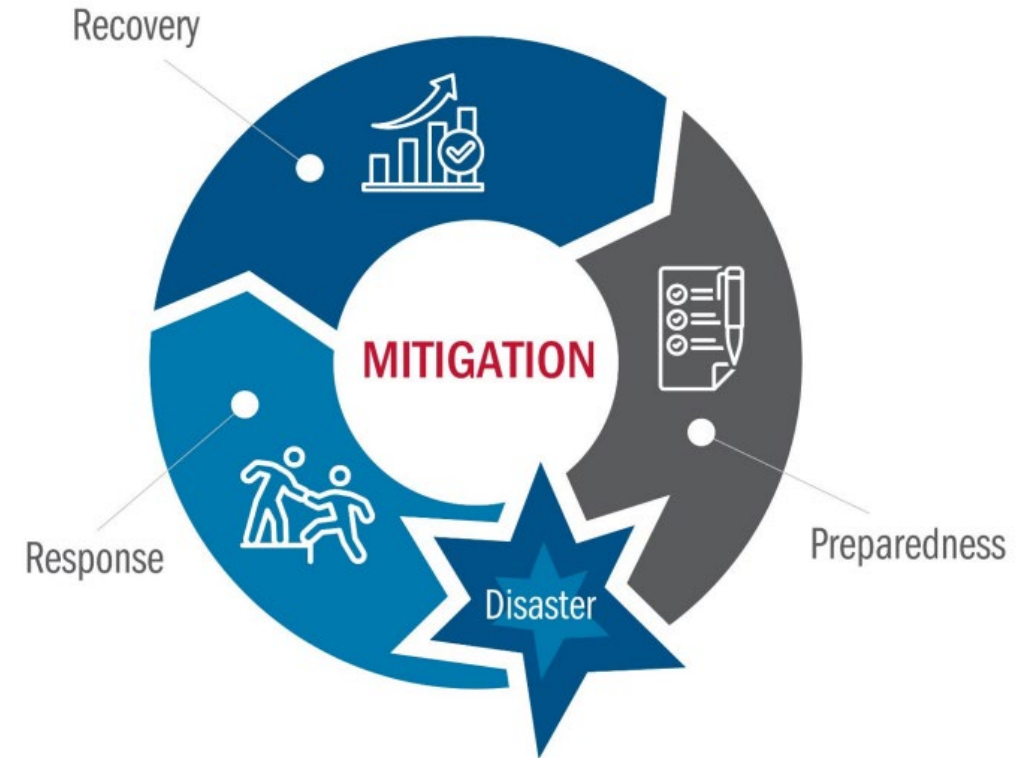 Recovery
MITIGATION
Response
Preparedness
Disaster